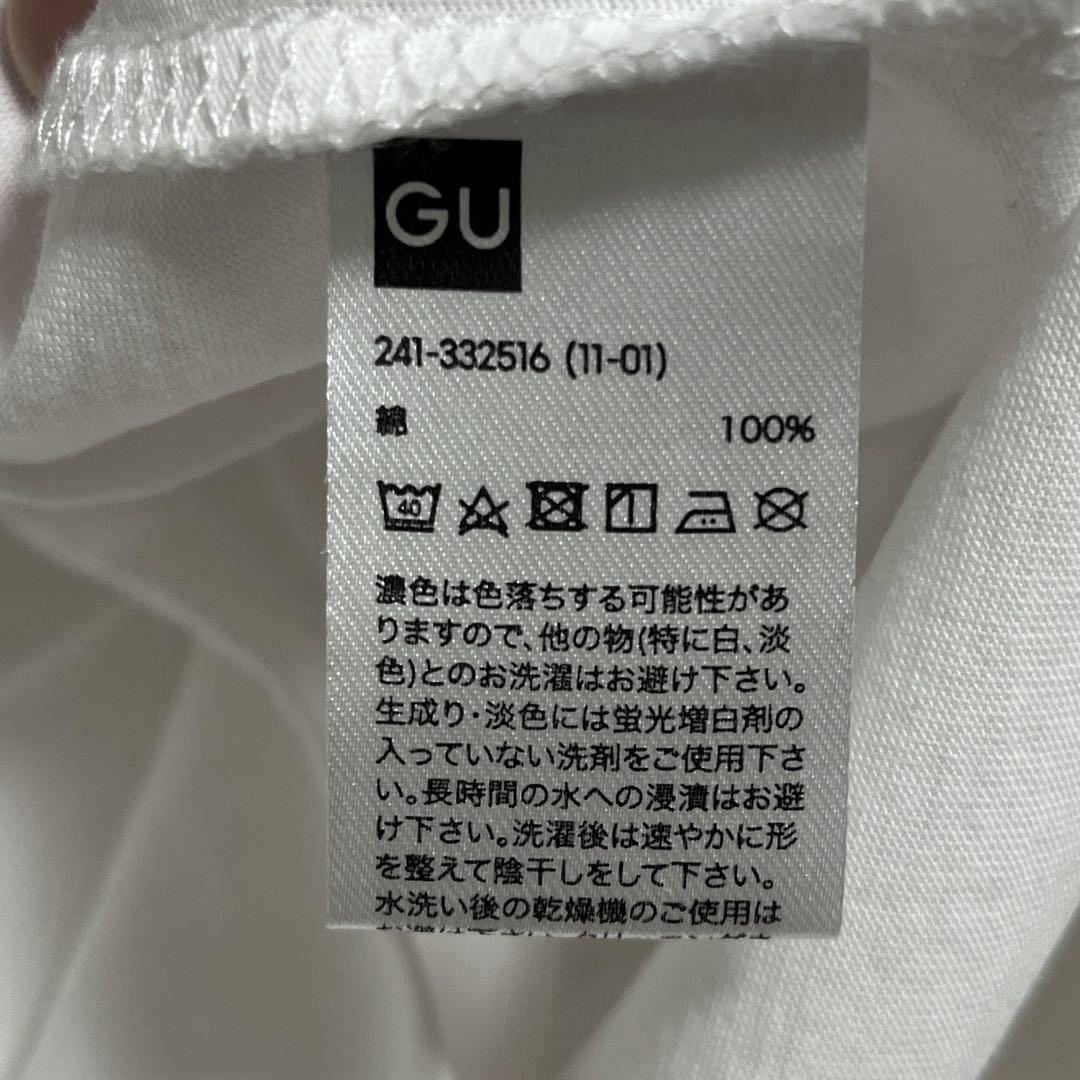 GU
241-332516 (11-01)
綿 100%
40
濃色は色落ちする可能性があ
りますので、他の物(特に白、淡
色)とのお洗濯はお避け下さい。
生成り・淡色には蛍光増白剤の
入っていない洗剤をご使用下さ
い。長時間の水への浸漬はお避
け下さい。洗濯後は速やかに形
を整えて陰干しをして下さい。
水洗い後の乾燥機のご使用は